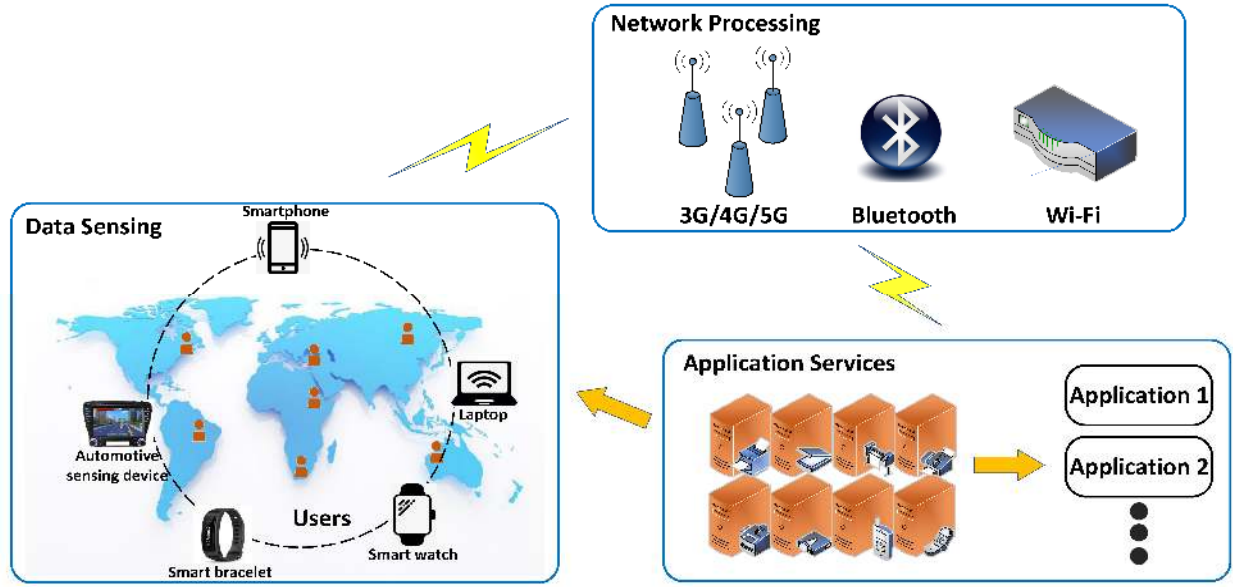 Network Processing
3G/4G/5G
Bluetooth
Wi-Fi
Data Sensing
Smartphone
Laptop
Automotive
sensing device
Users
Smart watch
Smart bracelet
Application Services
Application 1
Application 2